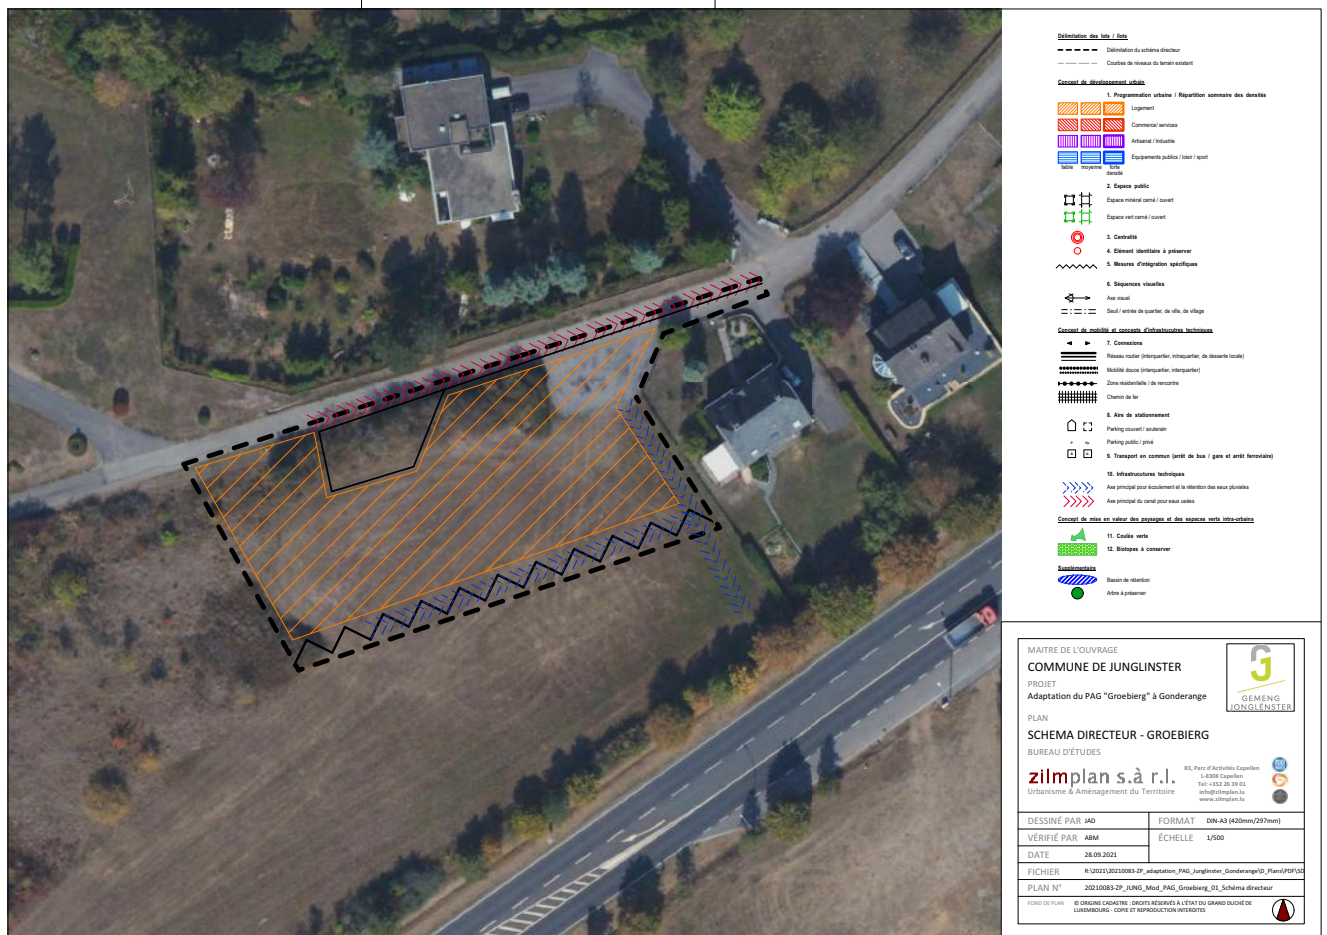 Délimitation des lots / îlots
Délimitation du schéma directeur
Courbes de niveaux du terrain existant
Concept de développement urbain
1. Programmation urbaine / Répartition sommaire des densités
Logement
Commerce/ services
Artisanat / Industrie
Equipements publics / loisir / sport
faible moyenne forte
densité
2. Espace public
Espace minéral cerné / ouvert
Espace vert cerné / ouvert
3. Centralité
4. Elément identitaire à préserver
5. Mesures d'intégration spécifiques
6. Séquences visuelles
Axe visuel
Seuil / entrée de quartier, de ville, de village
Concept de mobilité et concepts d'infrastrucutres techniques
7. Connexions
Réseau routier (interquartier, intraquartier, de desserte locale)
Mobilité douce (interquartier, interquartier)
Zone résidentielle / de rencontre
Chemin de fer
8. Aire de stationnement
Parking couvert / souterrain
Parking public / privé
9. Transport en commun (arrêt de bus / gare et arrêt ferroviaire)
10. Infrastrucutures techniques
Axe principal pour écoulement et la rétention des eaux pluviales
Axe principal du canal pour eaux usées
Concept de mise en valeur des paysages et des espaces verts intra-urbains
11. Coulée verte
12. Biotopes à conserver
Supplémentaire
Bassin de rétention
Arbre à préserver
MAITRE DE L'OUVRAGE
COMMUNE DE JUNGLINSTER
PROJET
Adaptation du PAG "Groebierg" à Gonderange
GEMENG
JONGLËNSTER
PLAN
SCHEMA DIRECTEUR - GROEBIERG
BUREAU D'ÉTUDES
zilmplan s.à r.l.
Urbanisme & Aménagement du Territoire
83, Parc d'Activités Capellen
L-8308 Capellen
Tel: +352 26 39 01
info@zilmplan.lu
www.zilmplan.lu
DESSINÉ PAR JAD FORMAT DIN-A3 (420mm/297mm)
VÉRIFIÉ PAR ABM ÉCHELLE 1/500
DATE 28.09.2021
FICHIER R:\2021\20210083-ZP_adaptation_PAG_Junglinster_Gonderange\D_Plans\PDF\SD
PLAN N° 20210083-ZP_JUNG_Mod_PAG_Groebierg_01_Schéma directeur
FOND DE PLAN © ORIGINE CADASTRE : DROITS RÉSERVÉS À L'ÉTAT DU GRAND DUCHÉ DE
LUXEMBOURG - COPIE ET REPRODUCTION INTERDITES